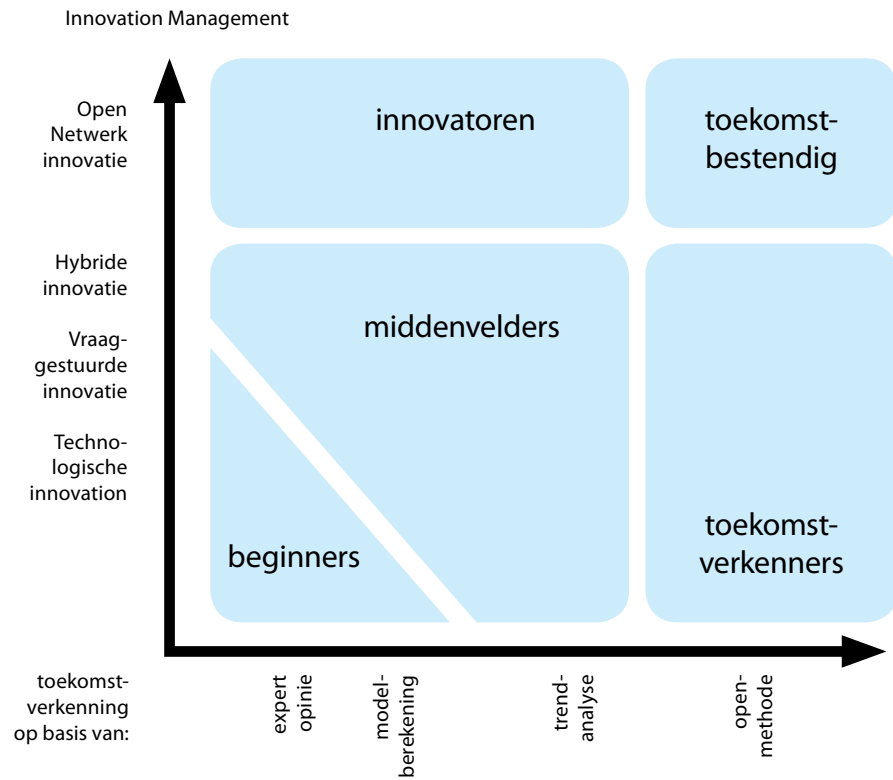 Innovation Management
Open
Netwerk
innovatie
innovatoren
toekomst-
bestendig
Hybride
innovatie
middenvelders
Vraag-
gestuurde
innovatie
Techno-
logische
innovation
beginners
toekomst-
verkenners
toekomst-
verkenning
op basis van:
expert
opinie
model-
berekening
trend-
analyse
open-
methode